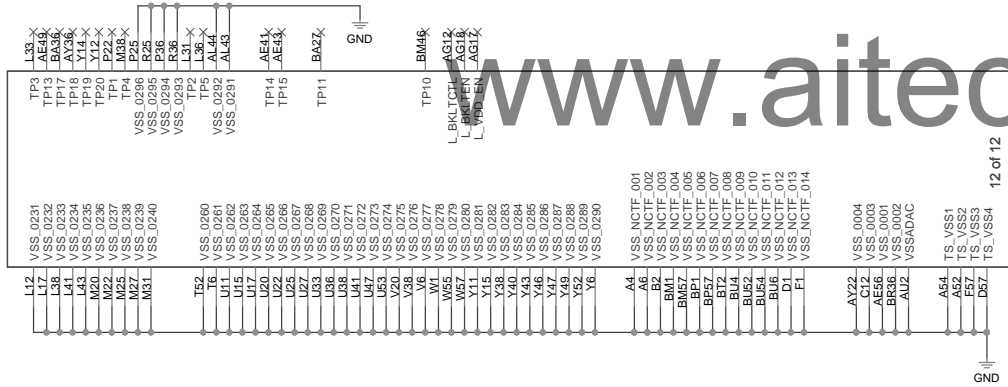 GND
L33 AE49 BA36 AY36 Y14 Y12 P22 M38 P25 R25 P36 R36 L31 L36 AL44 AL43 AE41 AE43 BA27 BM46 AG12 AG18 AG17
TP3 TP13 TP17 TP18 TP19 TP20 TP1 TP4 VSS_0296 VSS_0295 VSS_0294 VSS_0293 TP2 TP5 VSS_0292 VSS_0291 TP14 TP15 TP11 TP10 L_BKLTCTL L_BKLTEN L_VDD_EN
www.aitec
12 of 12
VSS_0231 VSS_0232 VSS_0233 VSS_0234 VSS_0235 VSS_0236 VSS_0237 VSS_0238 VSS_0239 VSS_0240 VSS_0260 VSS_0261 VSS_0262 VSS_0263 VSS_0264 VSS_0265 VSS_0266 VSS_0267 VSS_0268 VSS_0269 VSS_0270 VSS_0271 VSS_0272 VSS_0273 VSS_0274 VSS_0275 VSS_0276 VSS_0277 VSS_0278 VSS_0279 VSS_0280 VSS_0281 VSS_0282 VSS_0283 VSS_0284 VSS_0285 VSS_0286 VSS_0287 VSS_0288 VSS_0289 VSS_0290 VSS_NCTF_001 VSS_NCTF_002 VSS_NCTF_003 VSS_NCTF_004 VSS_NCTF_005 VSS_NCTF_006 VSS_NCTF_007 VSS_NCTF_008 VSS_NCTF_009 VSS_NCTF_010 VSS_NCTF_011 VSS_NCTF_012 VSS_NCTF_013 VSS_NCTF_014 VSS_0004 VSS_0003 VSS_0001 VSS_0002 VSSADAC TS_VSS1 TS_VSS2 TS_VSS3 TS_VSS4
L12 L17 L38 L41 L43 M20 M22 M25 M27 M31 T52 T6 U11 U15 U17 U20 U22 U25 U27 U33 U36 U38 U41 U47 U53 V20 V38 V6 W1 W55 W57 Y11 Y15 Y38 Y40 Y43 Y46 Y47 Y49 Y52 Y6 A4 A6 B2 BM1 BM57 BP1 BP57 BT2 BU4 BU52 BU54 BU6 D1 F1 AY22 C12 AE56 BR36 AU2 A54 A52 F57 D57
GND